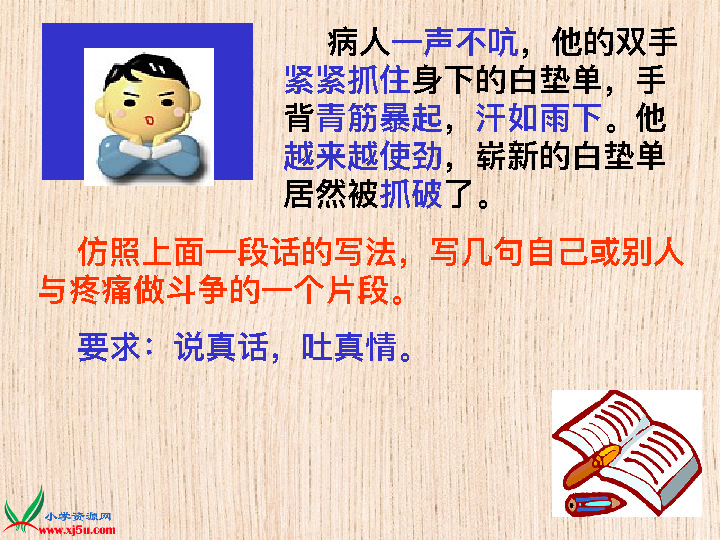 病人一声不吭，他的双手
紧紧抓住身下的白垫单，手
背青筋暴起，汗如雨下。他
越来越使劲，崭新的白垫单
居然被抓破了。
仿照上面一段话的写法，写几句自己或别人
与疼痛做斗争的一个片段。
要求：说真话，吐真情。
小学资源网
www.xj5u.com